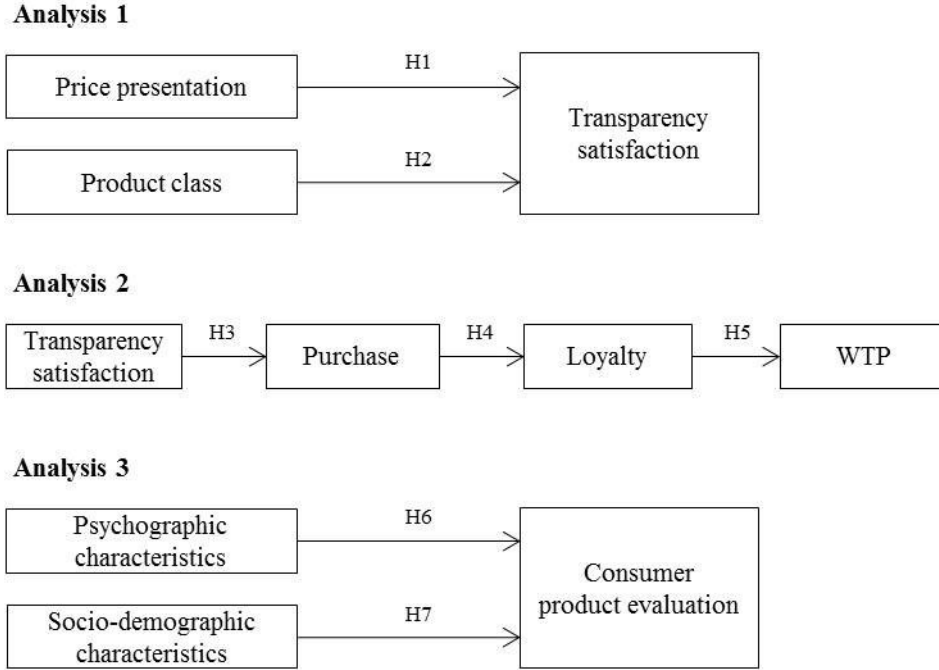 Analysis 1
Price presentation
H1
Transparency
satisfaction
Product class
H2
Analysis 2
Transparency
satisfaction
H3
Purchase
H4
Loyalty
H5
WTP
Analysis 3
Psychographic
characteristics
H6
Consumer
product evaluation
Socio-demographic
characteristics
H7